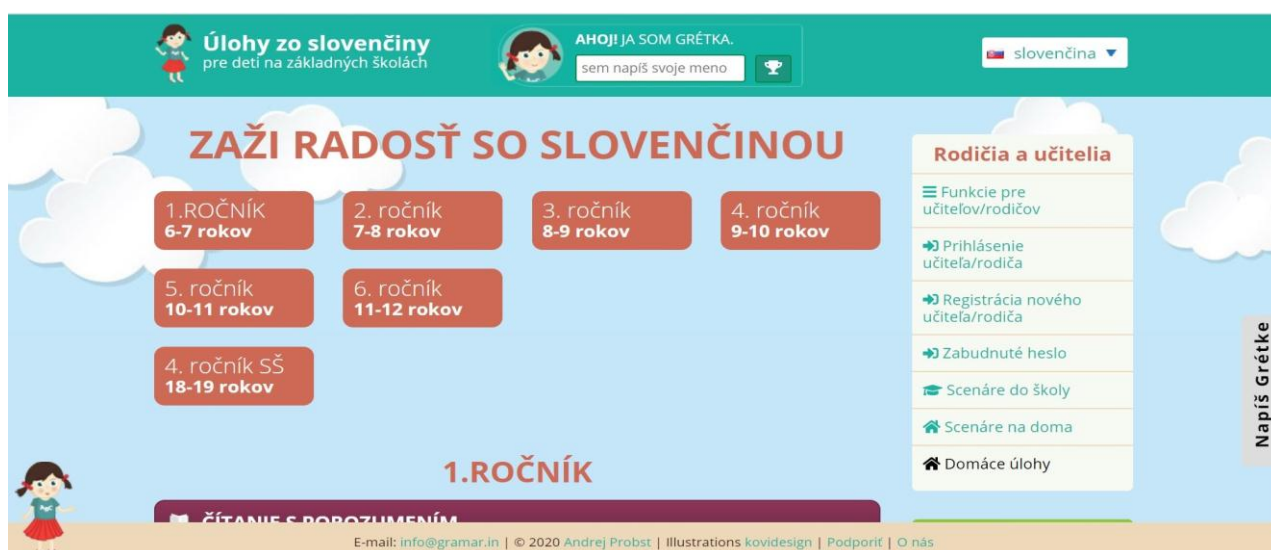 Úlohy zo slovenčiny
pre deti na základných školách
AHOJ! JA SOM GRÉTKA.
sem napíš svoje meno
slovenčina
ZAŽI RADOSŤ SO SLOVENČINOU
1.ROČNÍK
6-7 rokov
2. ročník
7-8 rokov
3. ročník
8-9 rokov
4. ročník
9-10 rokov
5. ročník
10-11 rokov
6. ročník
11-12 rokov
4. ročník SŠ
18-19 rokov
Rodičia a učitelia
Funkcie pre
učiteľov/rodičov
Prihlásenie
učiteľa/rodiča
Registrácia nového
učiteľa/rodiča
Zabudnuté heslo
Scenáre do školy
Scenáre na doma
Domáce úlohy
Napíš Grétke
1.ROČNÍK
ČÍTANIE S POROZUMENÍM
E-mail: info@gramar.in | © 2020 Andrej Probst | Illustrations kovidesign | Podporiť | O nás